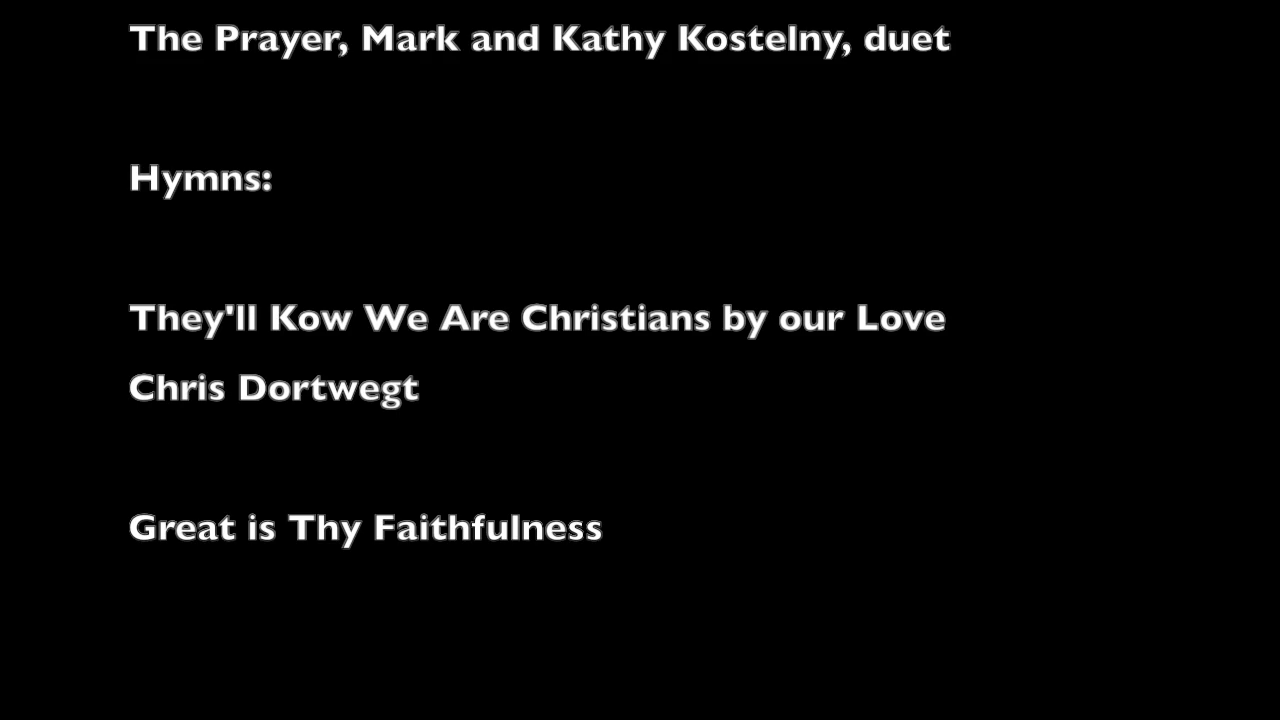 The Prayer, Mark and Kathy Kostelny, duet
Hymns:
They'll Kow We Are Christians by our Love
Chris Dortwegt
Great is Thy Faithfulness